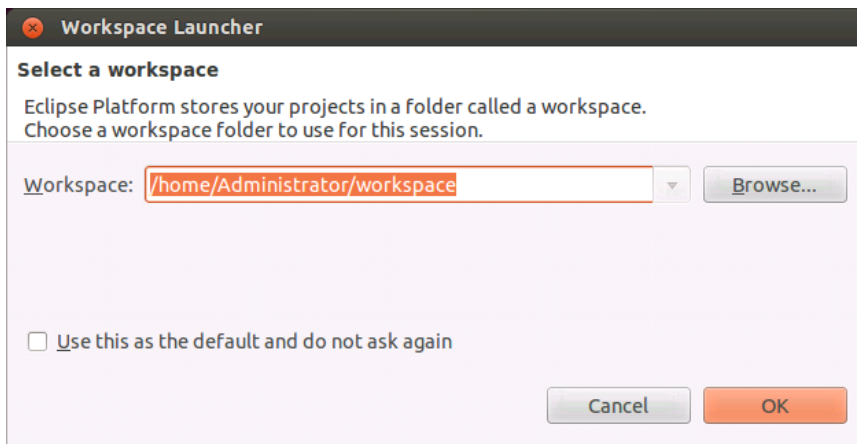 Workspace Launcher
Select a workspace
Eclipse Platform stores your projects in a folder called a workspace.
Choose a workspace folder to use for this session.
Workspace: /home/Administrator/workspace Browse...
Use this as the default and do not ask again
Cancel OK